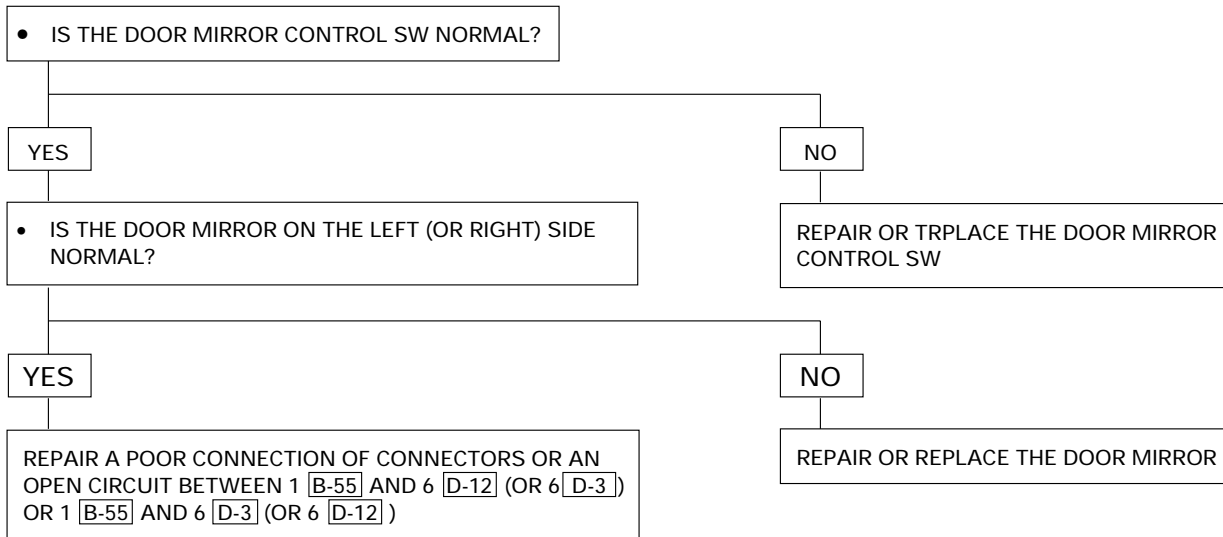 • IS THE DOOR MIRROR CONTROL SW NORMAL?
YES
NO
• IS THE DOOR MIRROR ON THE LEFT (OR RIGHT) SIDE
NORMAL?
REPAIR OR TRPLACE THE DOOR MIRROR
CONTROL SW
YES
NO
REPAIR A POOR CONNECTION OF CONNECTORS OR AN
OPEN CIRCUIT BETWEEN 1 B-55 AND 6 D-12 (OR 6 D-3 )
OR 1 B-55 AND 6 D-3 (OR 6 D-12 )
REPAIR OR REPLACE THE DOOR MIRROR